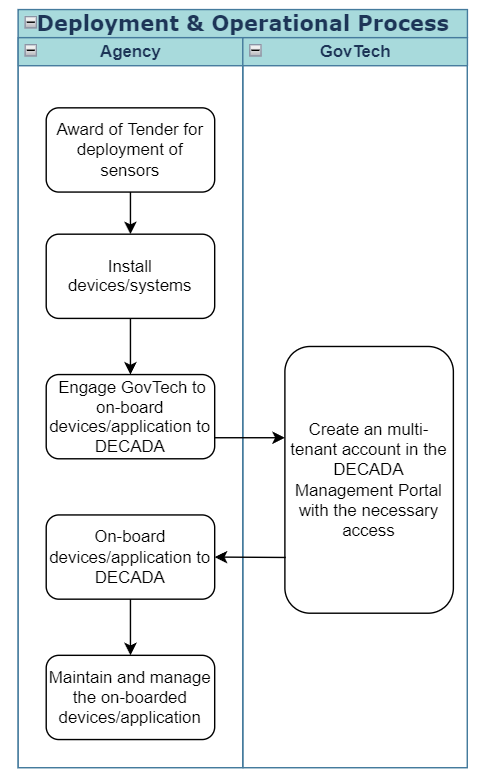 Deployment & Operational Process
Agency
GovTech
Award of Tender for
deployment of
sensors
Install
devices/systems
Engage GovTech to
on-board
devices/application to
DECADA
Create an multi-
tenant account in the
DECADA
Management Portal
with the necessary
access
On-board
devices/application to
DECADA
Maintain and manage
the on-boarded
devices/application